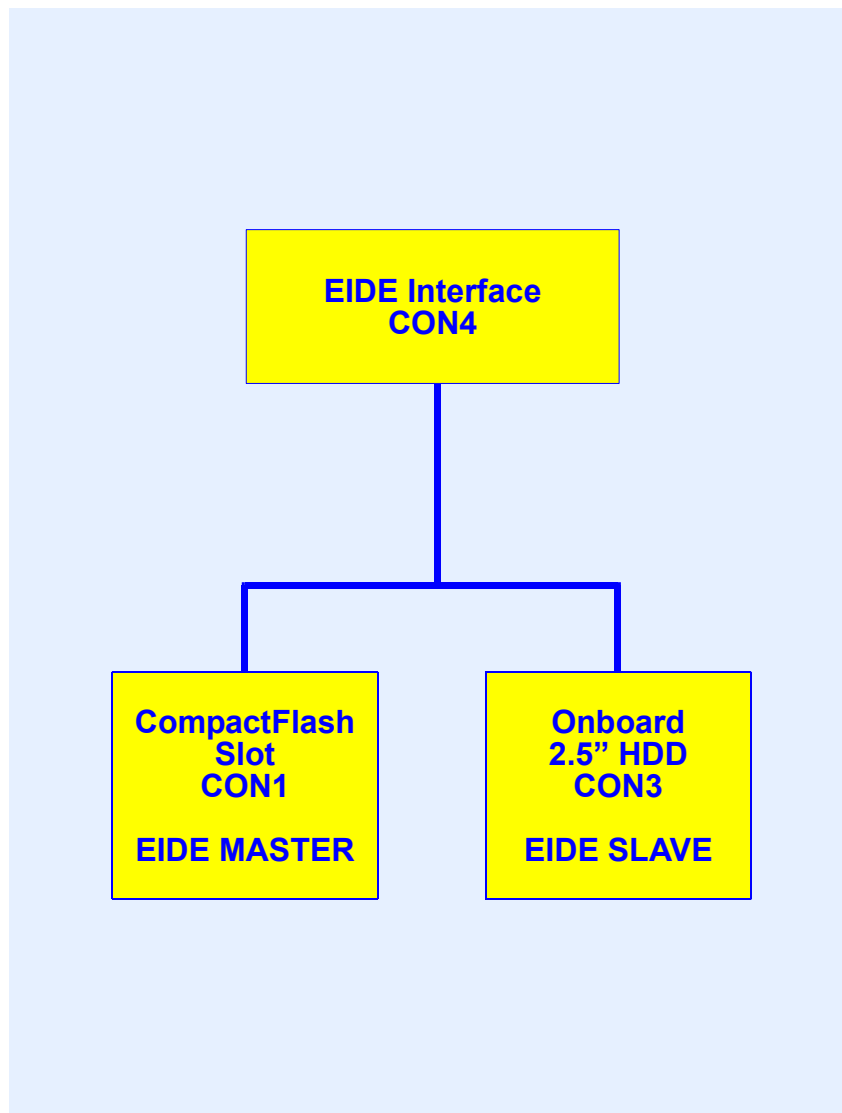 EIDE Interface
CON4
CompactFlash
Slot
CON1
EIDE MASTER
Onboard
2.5” HDD
CON3
EIDE SLAVE